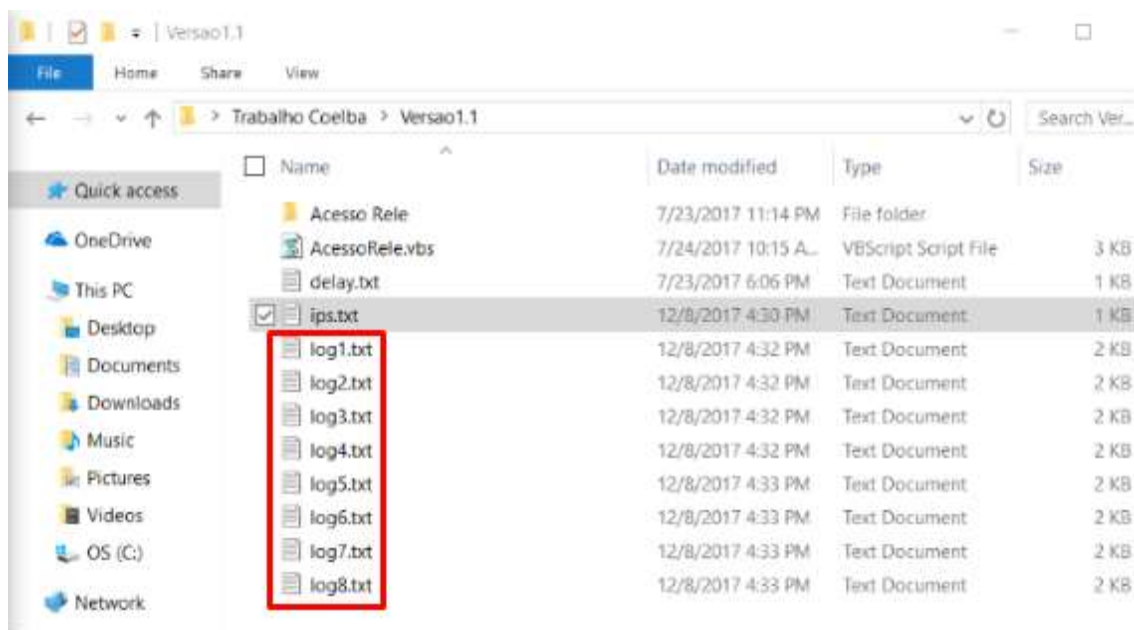 Versao1.1
File Home Share View
Trabalho Coelba > Versao1.1 Search Ver...
Name Date modified Type Size
Quick access
OneDrive
This PC
Desktop
Documents
Downloads
Music
Pictures
Videos
OS (C:)
Network
Acesso Rele 7/23/2017 11:14 PM File folder
AcessoRele.vbs 7/24/2017 10:15 A... VBScript Script File 3 KB
delay.txt 7/23/2017 6:06 PM Text Document 1 KB
ips.txt 12/8/2017 4:30 PM Text Document 1 KB
log1.txt 12/8/2017 4:32 PM Text Document 2 KB
log2.txt 12/8/2017 4:32 PM Text Document 2 KB
log3.txt 12/8/2017 4:32 PM Text Document 2 KB
log4.txt 12/8/2017 4:32 PM Text Document 2 KB
log5.txt 12/8/2017 4:33 PM Text Document 2 KB
log6.txt 12/8/2017 4:33 PM Text Document 2 KB
log7.txt 12/8/2017 4:33 PM Text Document 2 KB
log8.txt 12/8/2017 4:33 PM Text Document 2 KB